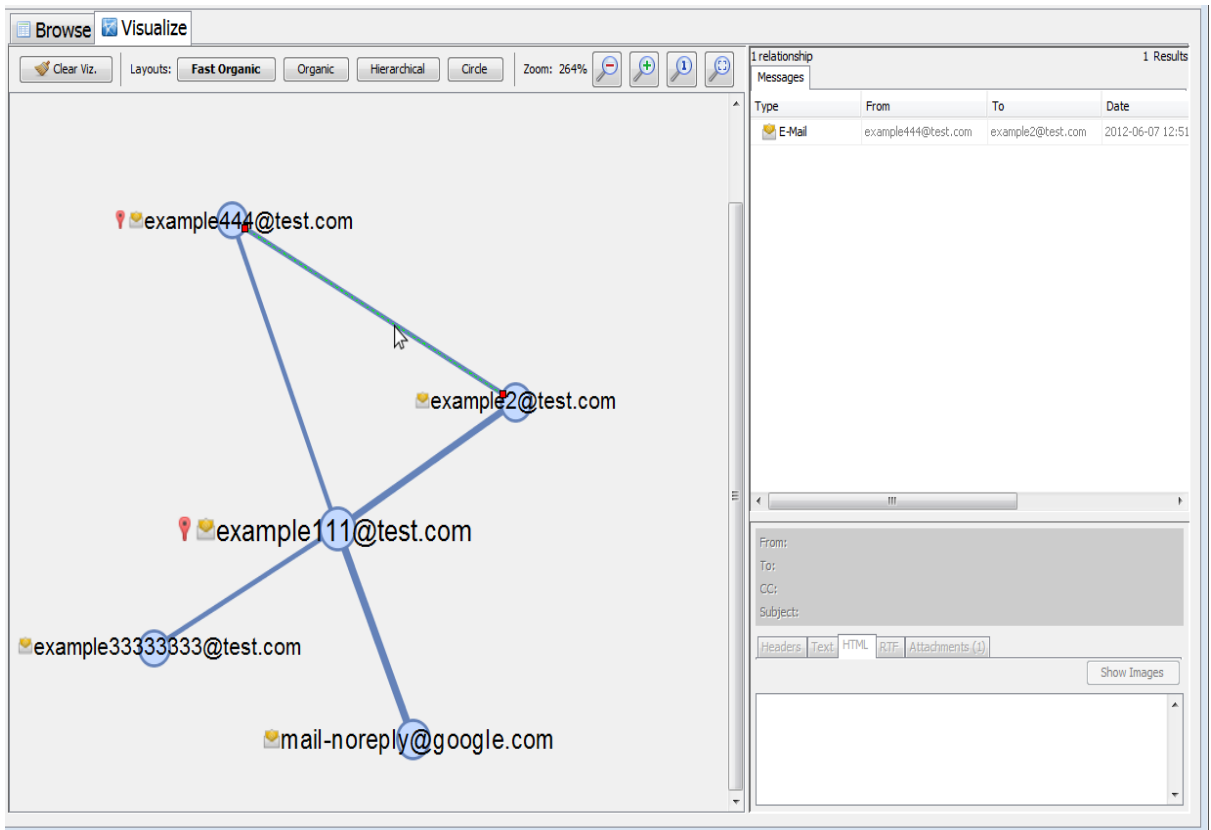 Browse Visualize
Clear Viz. Layouts: Fast Organic Organic Hierarchical Circle Zoom: 264%
1 relationship 1 Results
Messages
Type From To Date
E-Mail example444@test.com example2@test.com 2012-06-07 12:51
example444@test.com
example2@test.com
example111@test.com
example33333333@test.com
mail-noreply@google.com
From:
To:
CC:
Subject:
Headers Text HTML RTF Attachments (1)
Show Images